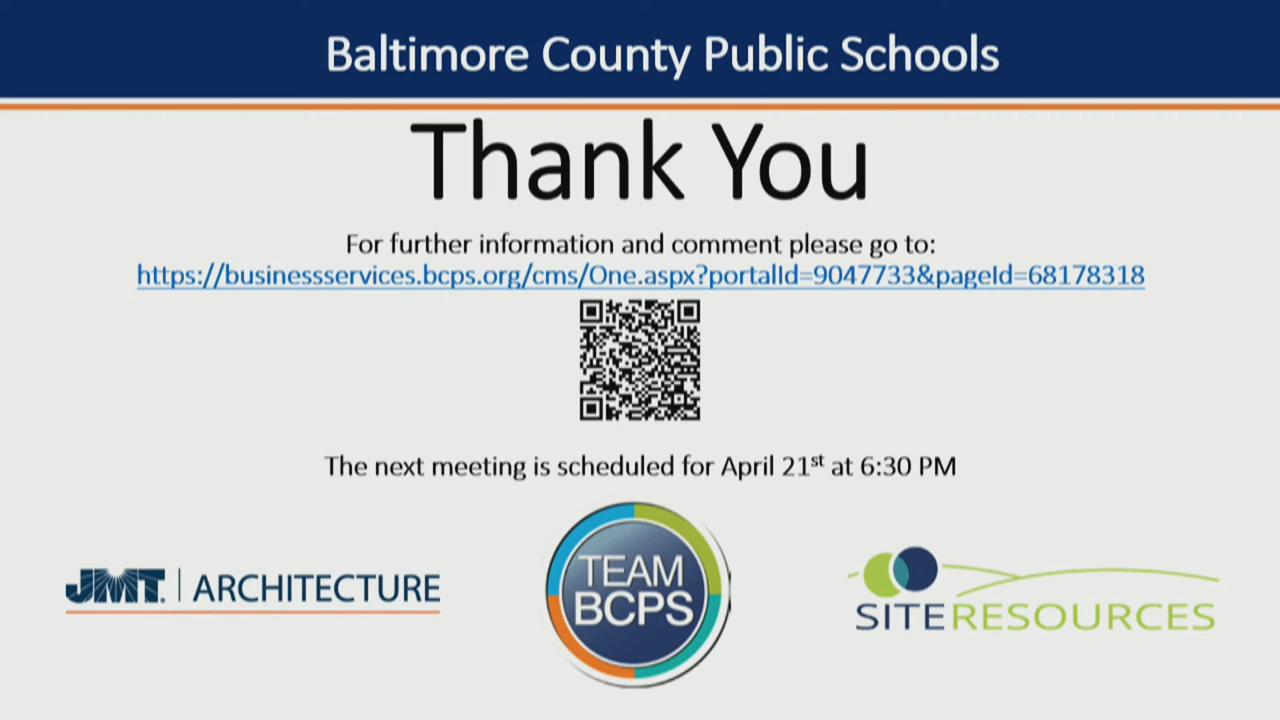 Baltimore County Public Schools
Thank You
For further information and comment please go to:
https://businessservices.bcps.org/cms/One.aspx?portalId=9047733&pageId=68178318
The next meeting is scheduled for April 21st at 6:30 PM
JMT. | ARCHITECTURE
TEAM
BCPS
SITERESOURCES